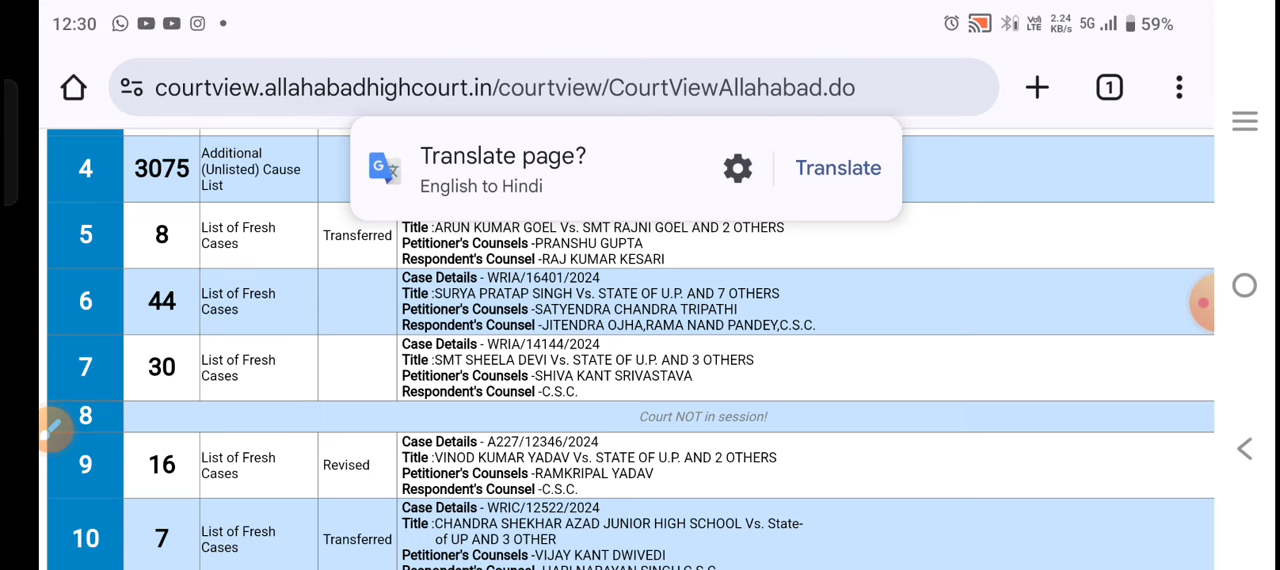 12:30
2.24 KB/s 5G 59%
courtview.allahabadhighcourt.in/courtview/CourtViewAllahabad.do
1
Translate page?
English to Hindi
Translate
4 3075 Additional
(Unlisted) Cause
List
5 8 List of Fresh
Cases
Transferred
Title :ARUN KUMAR GOEL Vs. SMT RAJNI GOEL AND 2 OTHERS
Petitioner's Counsels -PRANSHU GUPTA
Respondent's Counsel -RAJ KUMAR KESARI
6 44 List of Fresh
Cases
Case Details - WRIA/16401/2024
Title :SURYA PRATAP SINGH Vs. STATE OF U.P. AND 7 OTHERS
Petitioner's Counsels -SATYENDRA CHANDRA TRIPATHI
Respondent's Counsel -JITENDRA OJHA,RAMA NAND PANDEY,C.S.C.
7 30 List of Fresh
Cases
Case Details - WRIA/14144/2024
Title :SMT SHEELA DEVI Vs. STATE OF U.P. AND 3 OTHERS
Petitioner's Counsels -SHIVA KANT SRIVASTAVA
Respondent's Counsel -C.S.C.
8 Court NOT in session!
9 16 List of Fresh
Cases
Revised
Case Details - A227/12346/2024
Title :VINOD KUMAR YADAV Vs. STATE OF U.P. AND 2 OTHERS
Petitioner's Counsels -RAMKRIPAL YADAV
Respondent's Counsel -C.S.C.
10 7 List of Fresh
Cases
Transferred
Case Details - WRIC/12522/2024
Title :CHANDRA SHEKHAR AZAD JUNIOR HIGH SCHOOL Vs. State-
of UP AND 3 OTHER
Petitioner's Counsels -VIJAY KANT DWIVEDI
Respondent's Counsel -HARI NARAYAN SINGH,C.S.C.